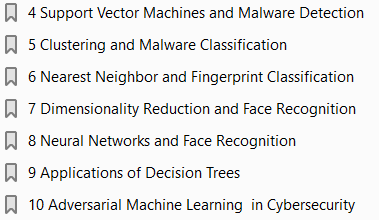 4 Support Vector Machines and Malware Detection
5 Clustering and Malware Classification
6 Nearest Neighbor and Fingerprint Classification
7 Dimensionality Reduction and Face Recognition
8 Neural Networks and Face Recognition
9 Applications of Decision Trees
10 Adversarial Machine Learning  in Cybersecurity